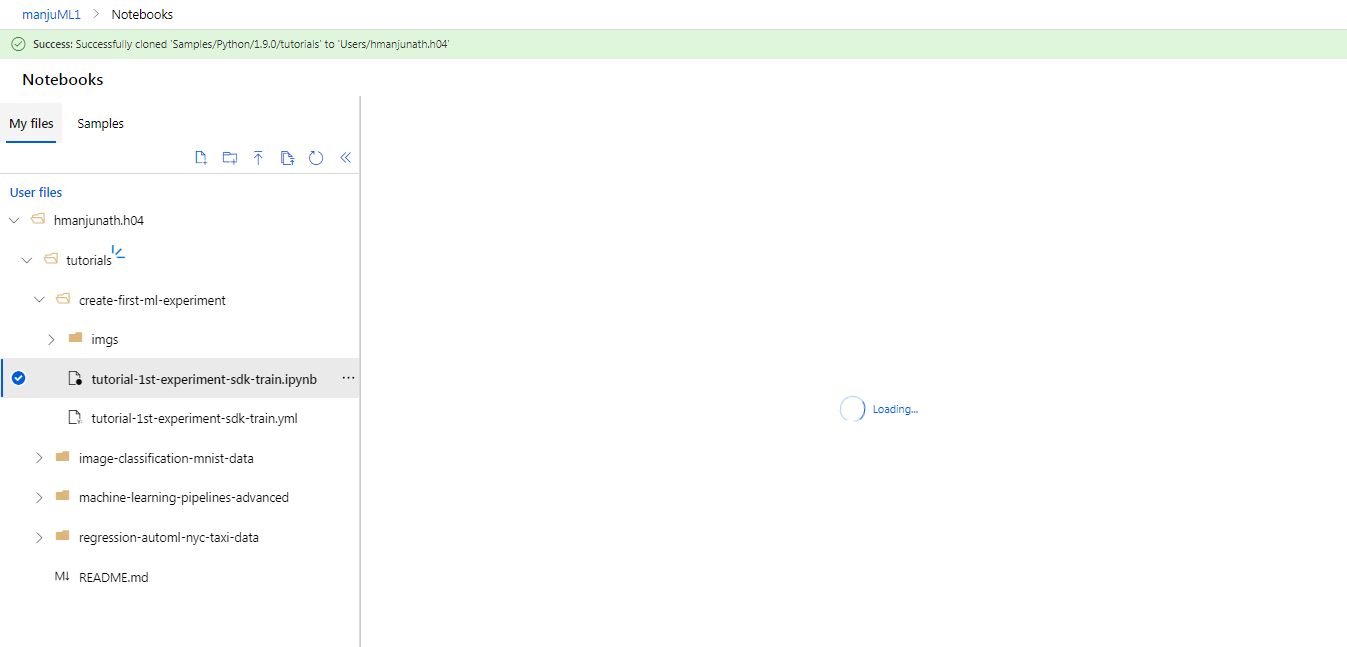 manjuML1 > Notebooks
Success: Successfully cloned 'Samples/Python/1.9.0/tutorials' to 'Users/hmanjunath.h04'
Notebooks
My files Samples
User files
hmanjunath.h04
tutorials
create-first-ml-experiment
imgs
tutorial-1st-experiment-sdk-train.ipynb ...
tutorial-1st-experiment-sdk-train.yml
Loading...
image-classification-mnist-data
machine-learning-pipelines-advanced
regression-automl-nyc-taxi-data
M↓ README.md